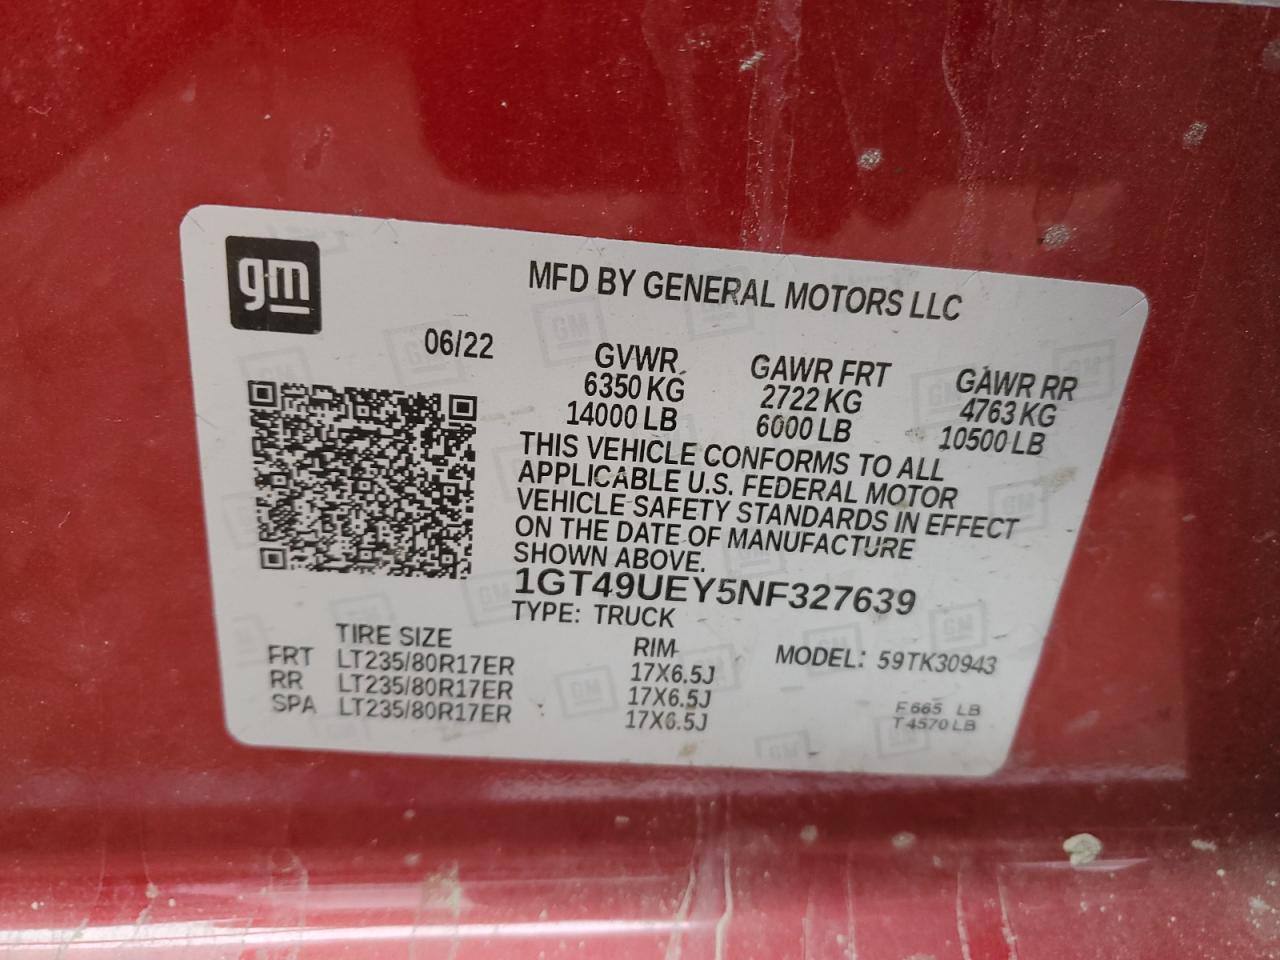 gm
MFD BY GENERAL MOTORS LLC
06/22
GVWR GAWR FRT GAWR RR
6350 KG 2722 KG 4763 KG
14000 LB 6000 LB 10500 LB
THIS VEHICLE CONFORMS TO ALL
APPLICABLE U.S. FEDERAL MOTOR
VEHICLE SAFETY STANDARDS IN EFFECT
ON THE DATE OF MANUFACTURE
SHOWN ABOVE.
1GT49UEY5NF327639
TYPE: TRUCK
TIRE SIZE RIM MODEL: 59TK30943
FRT LT235/80R17ER 17X6.5J
RR LT235/80R17ER 17X6.5J
SPA LT235/80R17ER 17X6.5J
F 665 LB
T 4570 LB